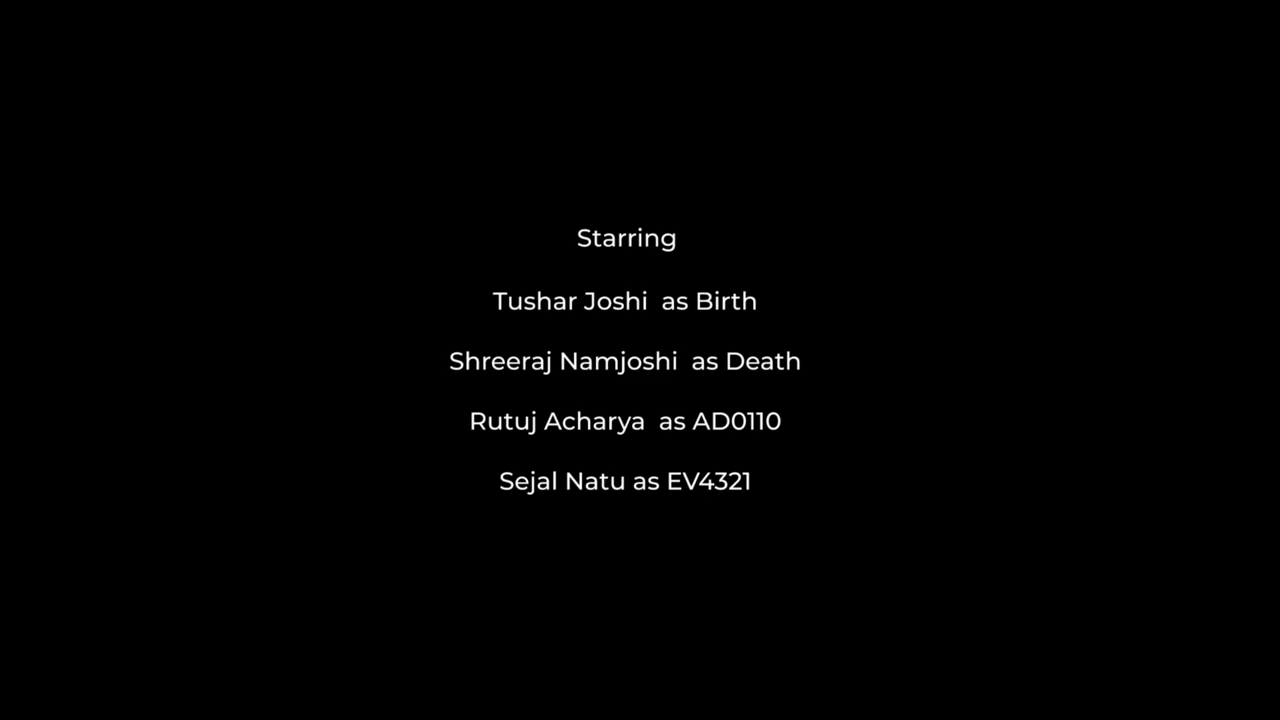 Starring
Tushar Joshi  as Birth
Shreeraj Namjoshi  as Death
Rutuj Acharya  as AD0110
Sejal Natu as EV4321